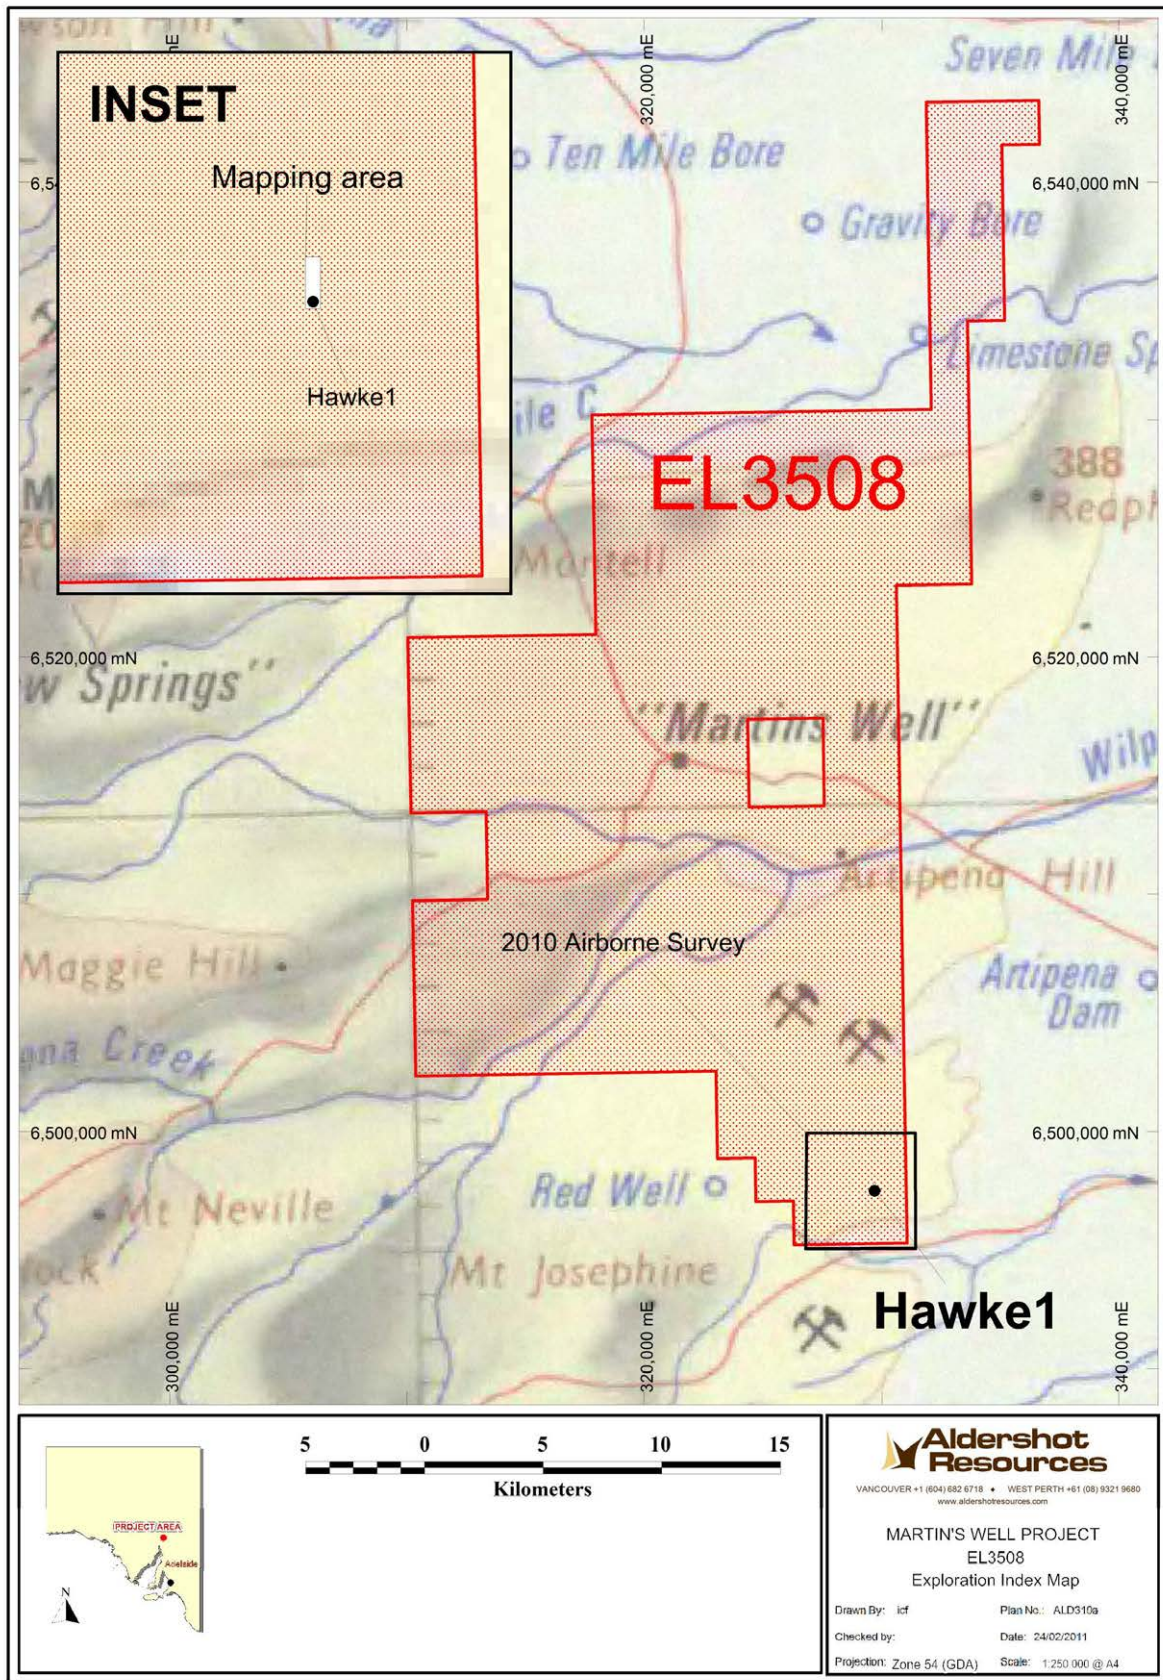 Seven Mile
320,000 mE
340,000 mE
INSET
Mapping area
Hawke1
Ten Mile Bore
6,540,000 mN
Gravity Bore
Limestone Sp
ile C
EL3508
388
Reaph
Mantell
6,520,000 mN
6,520,000 mN
w Springs"
"Martins Well"
Wilp
Artipena Hill
2010 Airborne Survey
Maggie Hill
Artipena
Dam
ona Creek
6,500,000 mN
6,500,000 mN
Red Well
Mt Neville
lock
Mt Josephine
Hawke1
300,000 mE
320,000 mE
340,000 mE
5 0 5 10 15
Kilometers
PROJECT AREA
Adelaide
N
Aldershot
Resources
VANCOUVER +1 (604) 682 6718 ♦ WEST PERTH +61 (08) 9321 9680
www.aldershotresources.com
MARTIN'S WELL PROJECT
EL3508
Exploration Index Map
Drawn By: icf Plan No.: ALD310a
Checked by: Date: 24/02/2011
Projection: Zone 54 (GDA) Scale: 1:250 000 @ A4